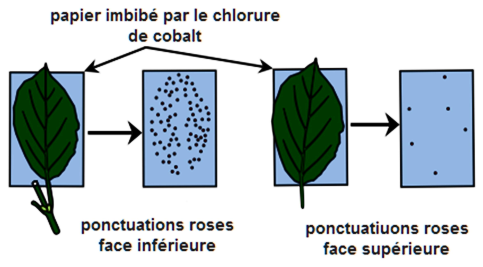 papier imbibé par le chlorure
de cobalt
ponctuations roses
face inférieure
ponctuatiuons roses
face supérieure